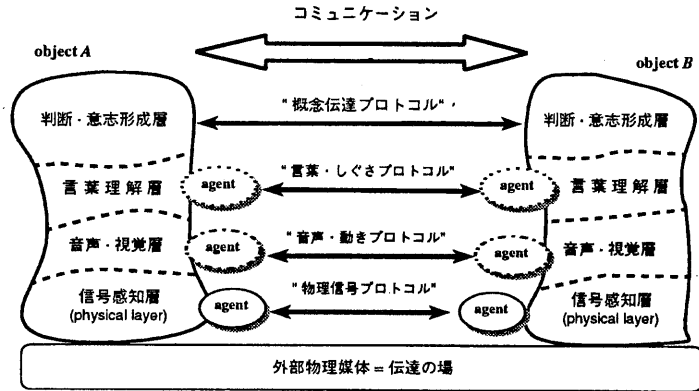 コミュニケーション
object A
object B
"概念伝達プロトコル"
判断・意志形成層
判断・意志形成層
"言葉・しぐさプロトコル"
言葉理解層
agent
agent
言葉理解層
"音声・動きプロトコル"
音声・視覚層
agent
agent
音声・視覚層
"物理信号プロトコル"
信号感知層
(physical layer)
agent
agent
信号感知層
(physical layer)
外部物理媒体 = 伝達の場